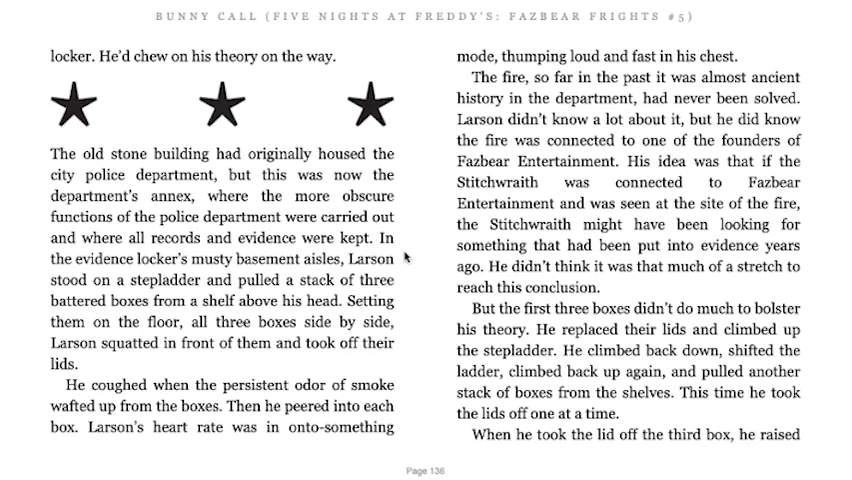 BUNNY CALL (FIVE NIGHTS AT FREDDY'S: FAZBEAR FRIGHTS #5)
locker. He'd chew on his theory on the way.
The old stone building had originally housed the
city police department, but this was now the
department's annex, where the more obscure
functions of the police department were carried out
and where all records and evidence were kept. In
the evidence locker's musty basement aisles, Larson
stood on a stepladder and pulled a stack of three
battered boxes from a shelf above his head. Setting
them on the floor, all three boxes side by side,
Larson squatted in front of them and took off their
lids.
He coughed when the persistent odor of smoke
wafted up from the boxes. Then he peered into each
box. Larson's heart rate was in onto-something
mode, thumping loud and fast in his chest.
The fire, so far in the past it was almost ancient
history in the department, had never been solved.
Larson didn't know a lot about it, but he did know
the fire was connected to one of the founders of
Fazbear Entertainment. His idea was that if the
Stitchwraith was connected to Fazbear
Entertainment and was seen at the site of the fire,
the Stitchwraith might have been looking for
something that had been put into evidence years
ago. He didn't think it was that much of a stretch to
reach this conclusion.
But the first three boxes didn't do much to bolster
his theory. He replaced their lids and climbed up
the stepladder. He climbed back down, shifted the
ladder, climbed back up again, and pulled another
stack of boxes from the shelves. This time he took
the lids off one at a time.
When he took the lid off the third box, he raised
Page 136